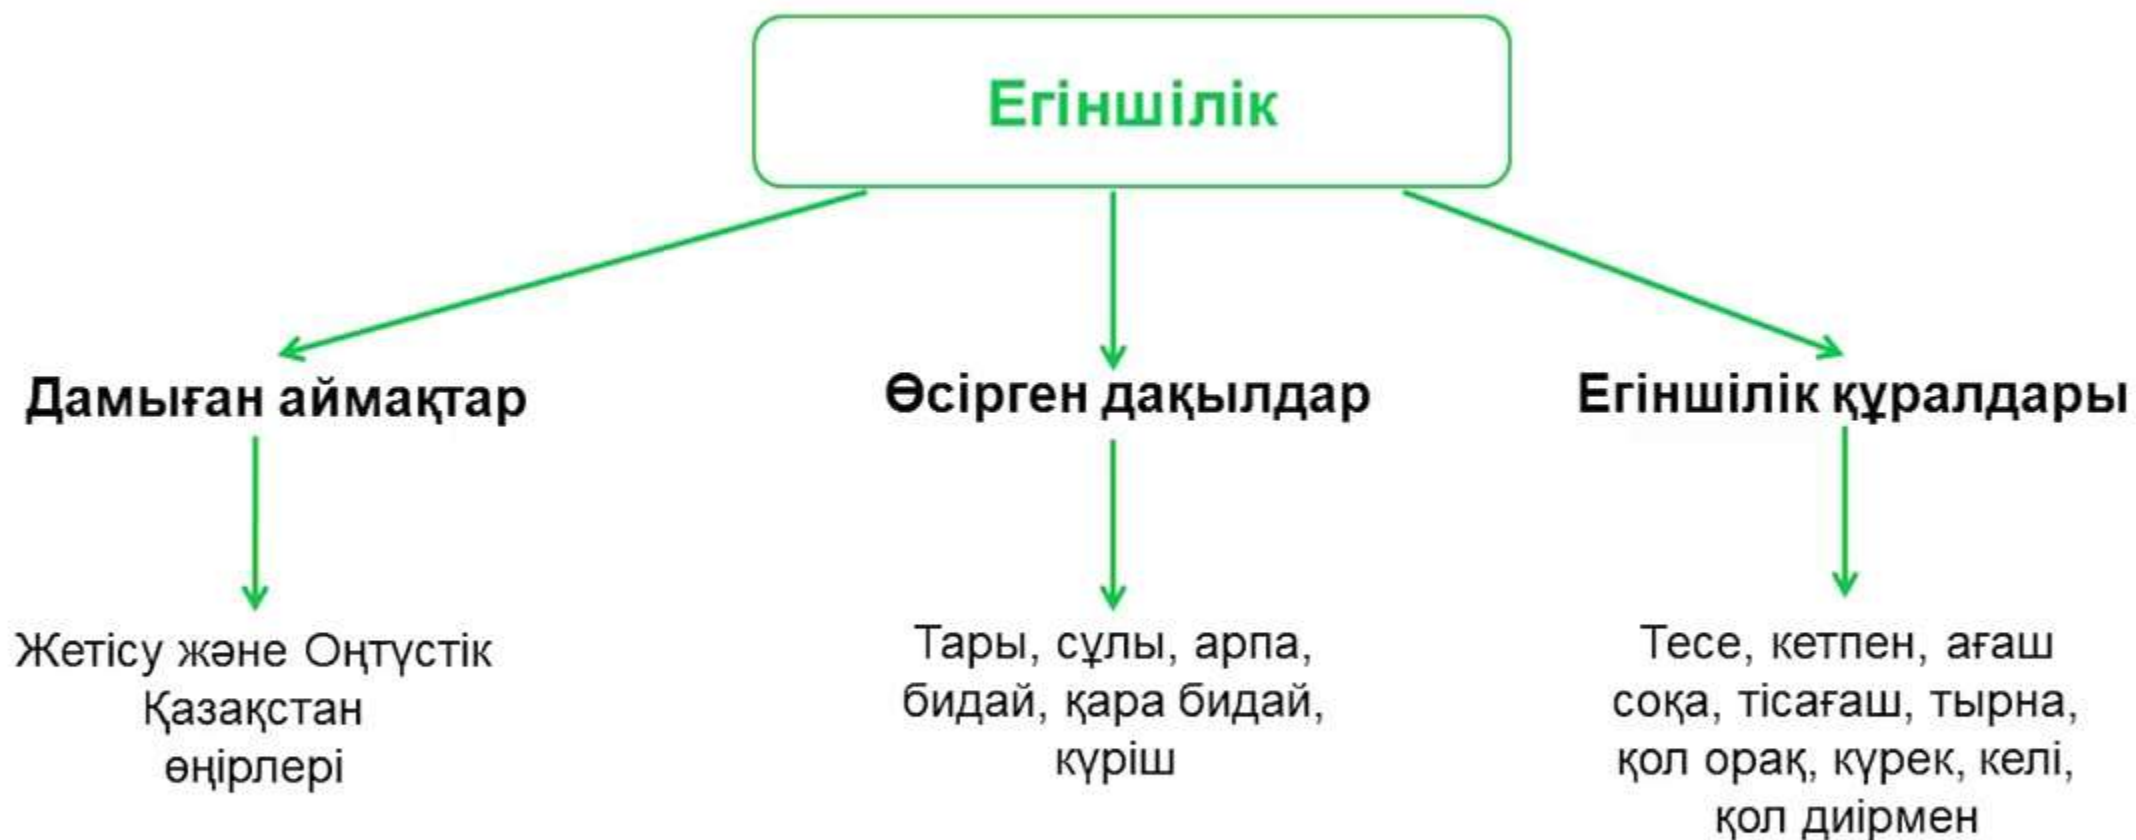 Егіншілік
Дамыған аймақтар
Жетісу және Оңтүстік
Қазақстан
өңірлері
Өсірген дақылдар
Тары, сұлы, арпа,
бидай, қара бидай,
күріш
Егіншілік құралдары
Тесе, кетпен, ағаш
соқа, тісағаш, тырна,
қол орақ, күрек, келі,
қол диірмен